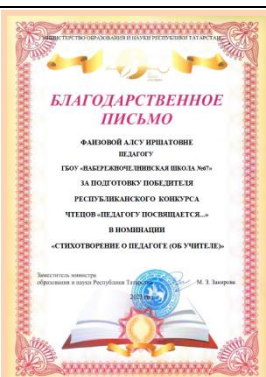 МИНИСТЕРСТВО ОБРАЗОВАНИЯ И НАУКИ РЕСПУБЛИКИ ТАТАРСТАН
БЛАГОДАРСТВЕННОЕ
ПИСЬМО
ФАИЗОВОЙ АЛСУ ИРШАТОВНЕ
ПЕДАГОГУ
ГБОУ «НАБЕРЕЖНОЧЕЛНИНСКАЯ ШКОЛА №67»
ЗА ПОДГОТОВКУ ПОБЕДИТЕЛЯ
РЕСПУБЛИКАНСКОГО КОНКУРСА
ЧТЕЦОВ «ПЕДАГОГУ ПОСВЯЩАЕТСЯ...»
В НОМИНАЦИИ
«СТИХОТВОРЕНИЕ О ПЕДАГОГЕ (ОБ УЧИТЕЛЕ)»
Заместитель министра
образования и науки Республики Татарстан М. З. Закирова